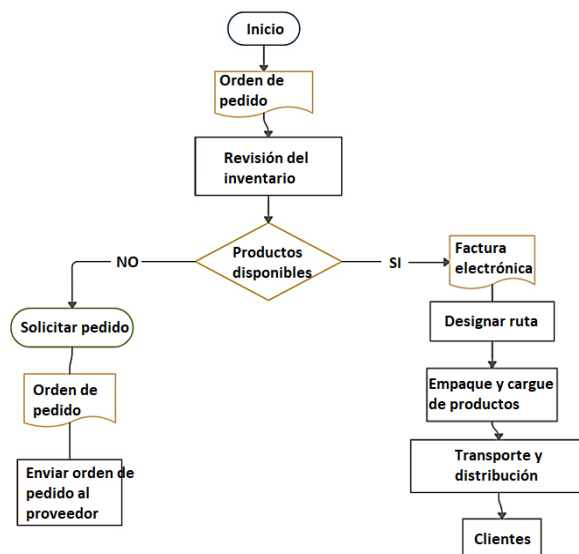 Inicio
Orden de
pedido
Revisión del
inventario
Productos
disponibles
NO
SI
Factura
electrónica
Solicitar pedido
Designar ruta
Orden de
pedido
Empaque y cargue
de productos
Enviar orden de
pedido al
proveedor
Transporte y
distribución
Clientes